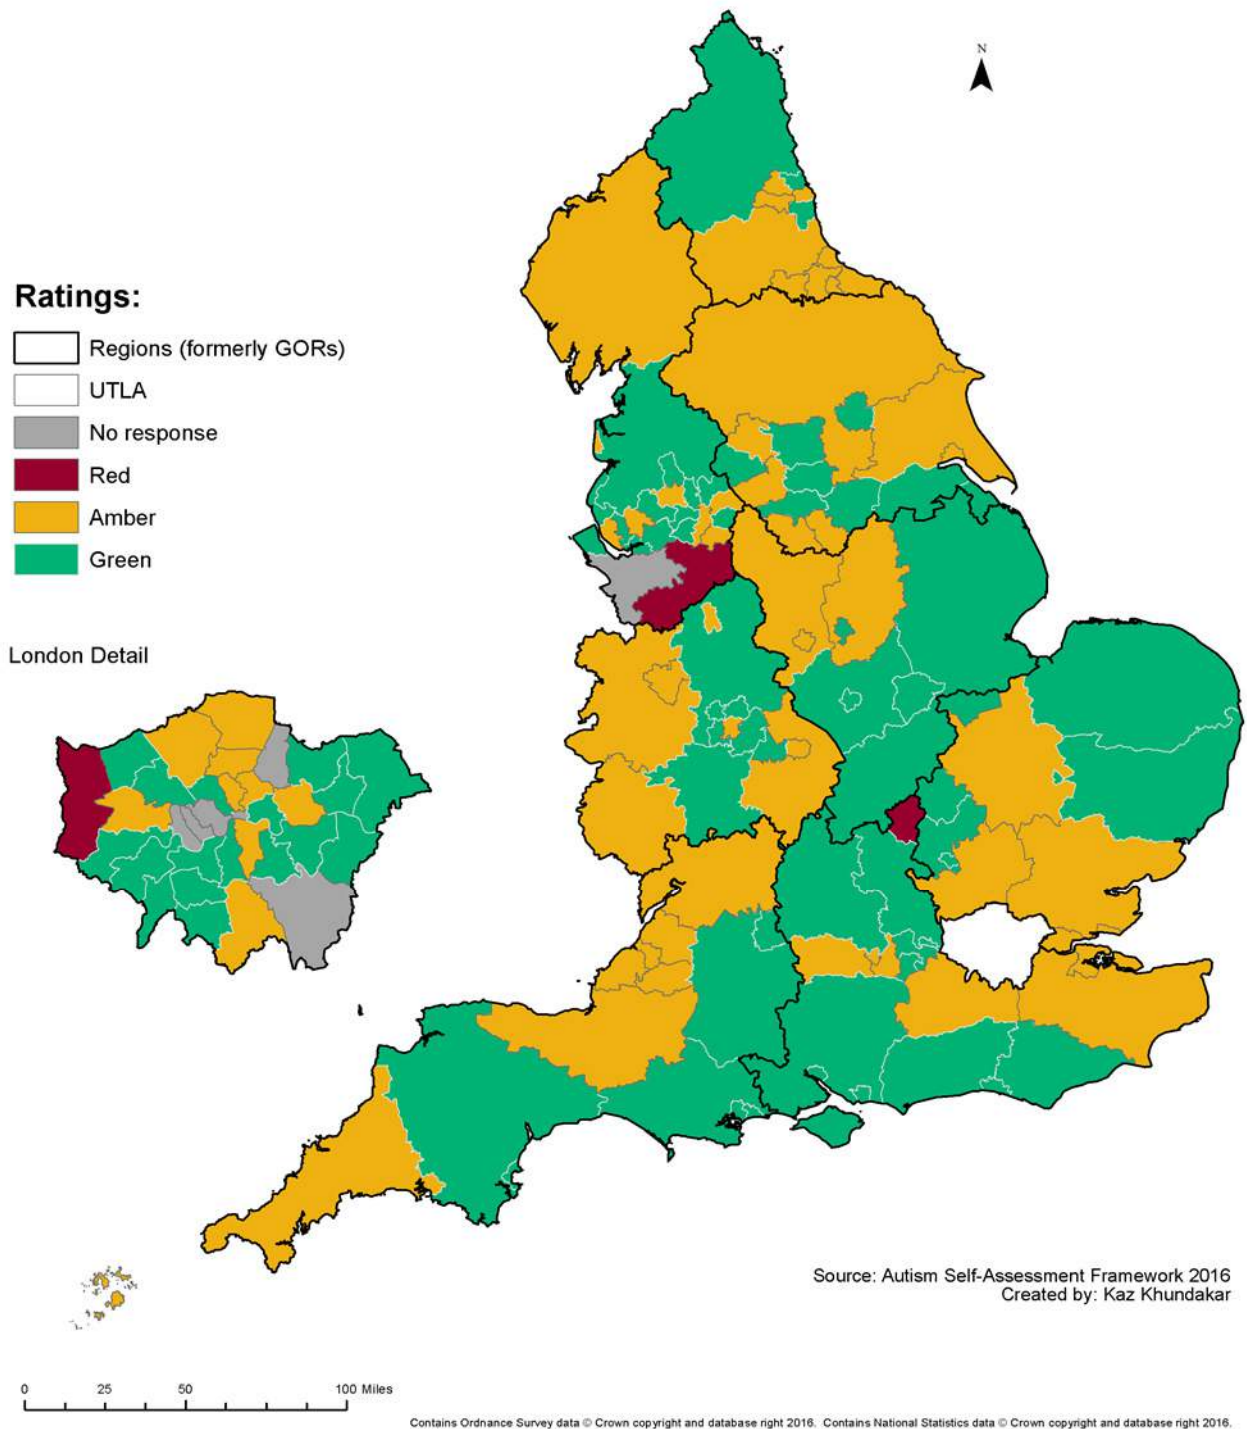 N
Ratings:
Regions (formerly GORs)
UTLA
No response
Red
Amber
Green
London Detail
Source: Autism Self-Assessment Framework 2016
Created by: Kaz Khundakar
0 25 50 100 Miles
Contains Ordnance Survey data © Crown copyright and database right 2016. Contains National Statistics data © Crown copyright and database right 2016.